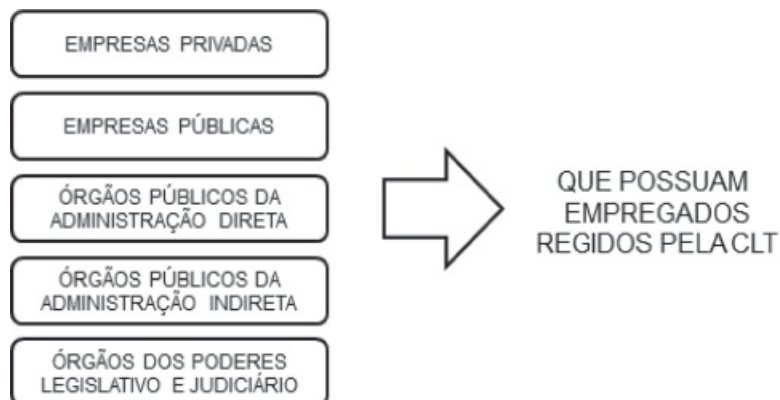 EMPRESAS PRIVADAS
EMPRESAS PÚBLICAS
ÓRGÃOS PÚBLICOS DA
ADMINISTRAÇÃO DIRETA
ÓRGÃOS PÚBLICOS DA
ADMINISTRAÇÃO INDIRETA
ÓRGÃOS DOS PODERES
LEGISLATIVO E JUDICIÁRIO
QUE POSSUAM
EMPREGADOS
REGIDOS PELA CLT